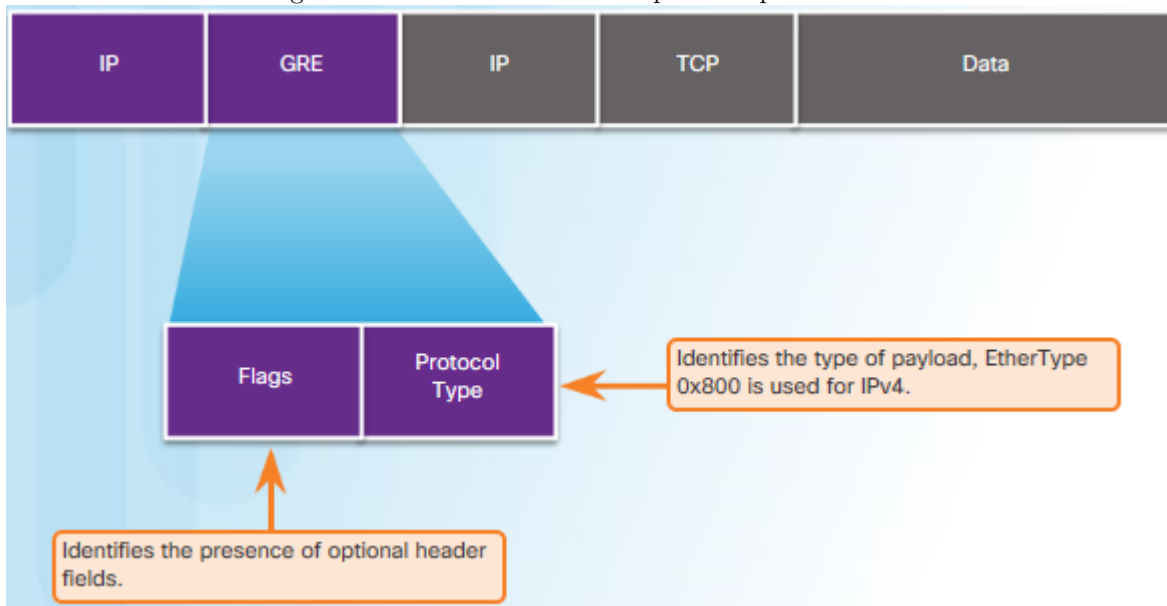 IP
GRE
IP
TCP
Data
Flags
Protocol
Type
Identifies the type of payload, EtherType
0x800 is used for IPv4.
Identifies the presence of optional header
fields.